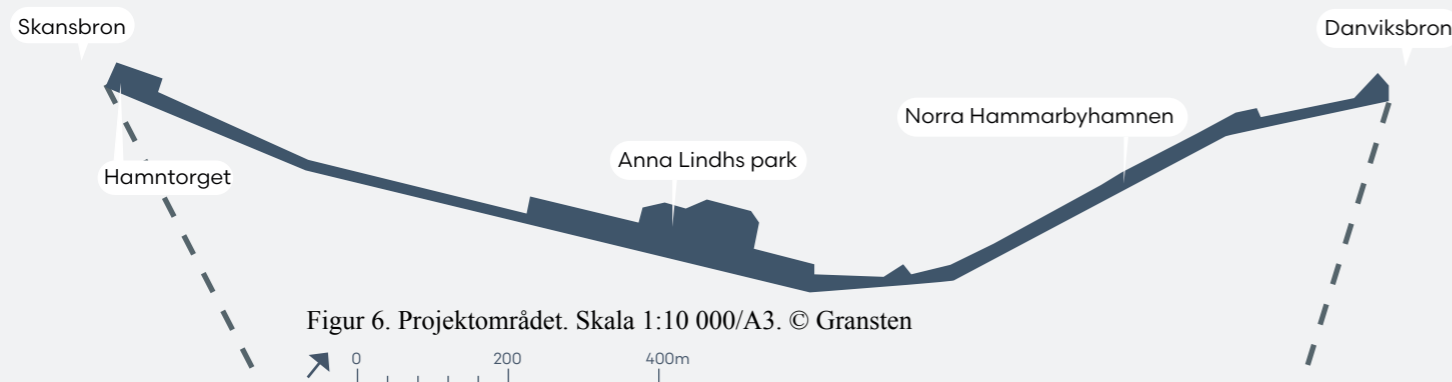 Skansbron
Danviksbron
Norra Hammarbyhamnen
Anna Lindhs park
Hamntorget
Figur 6. Projektområdet. Skala 1:10 000/A3. © Gransten
0 200 400m